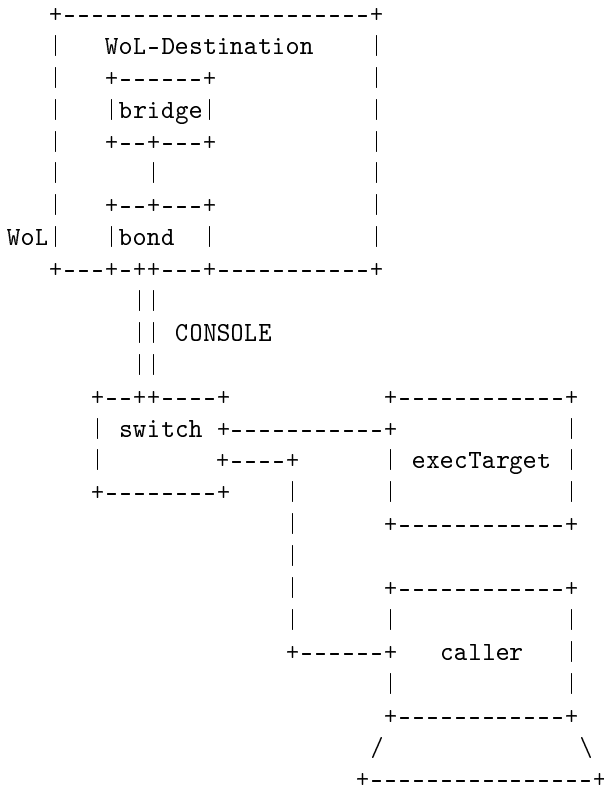 WoL-Destination
bridge
WoL
bond
CONSOLE
switch
execTarget
caller